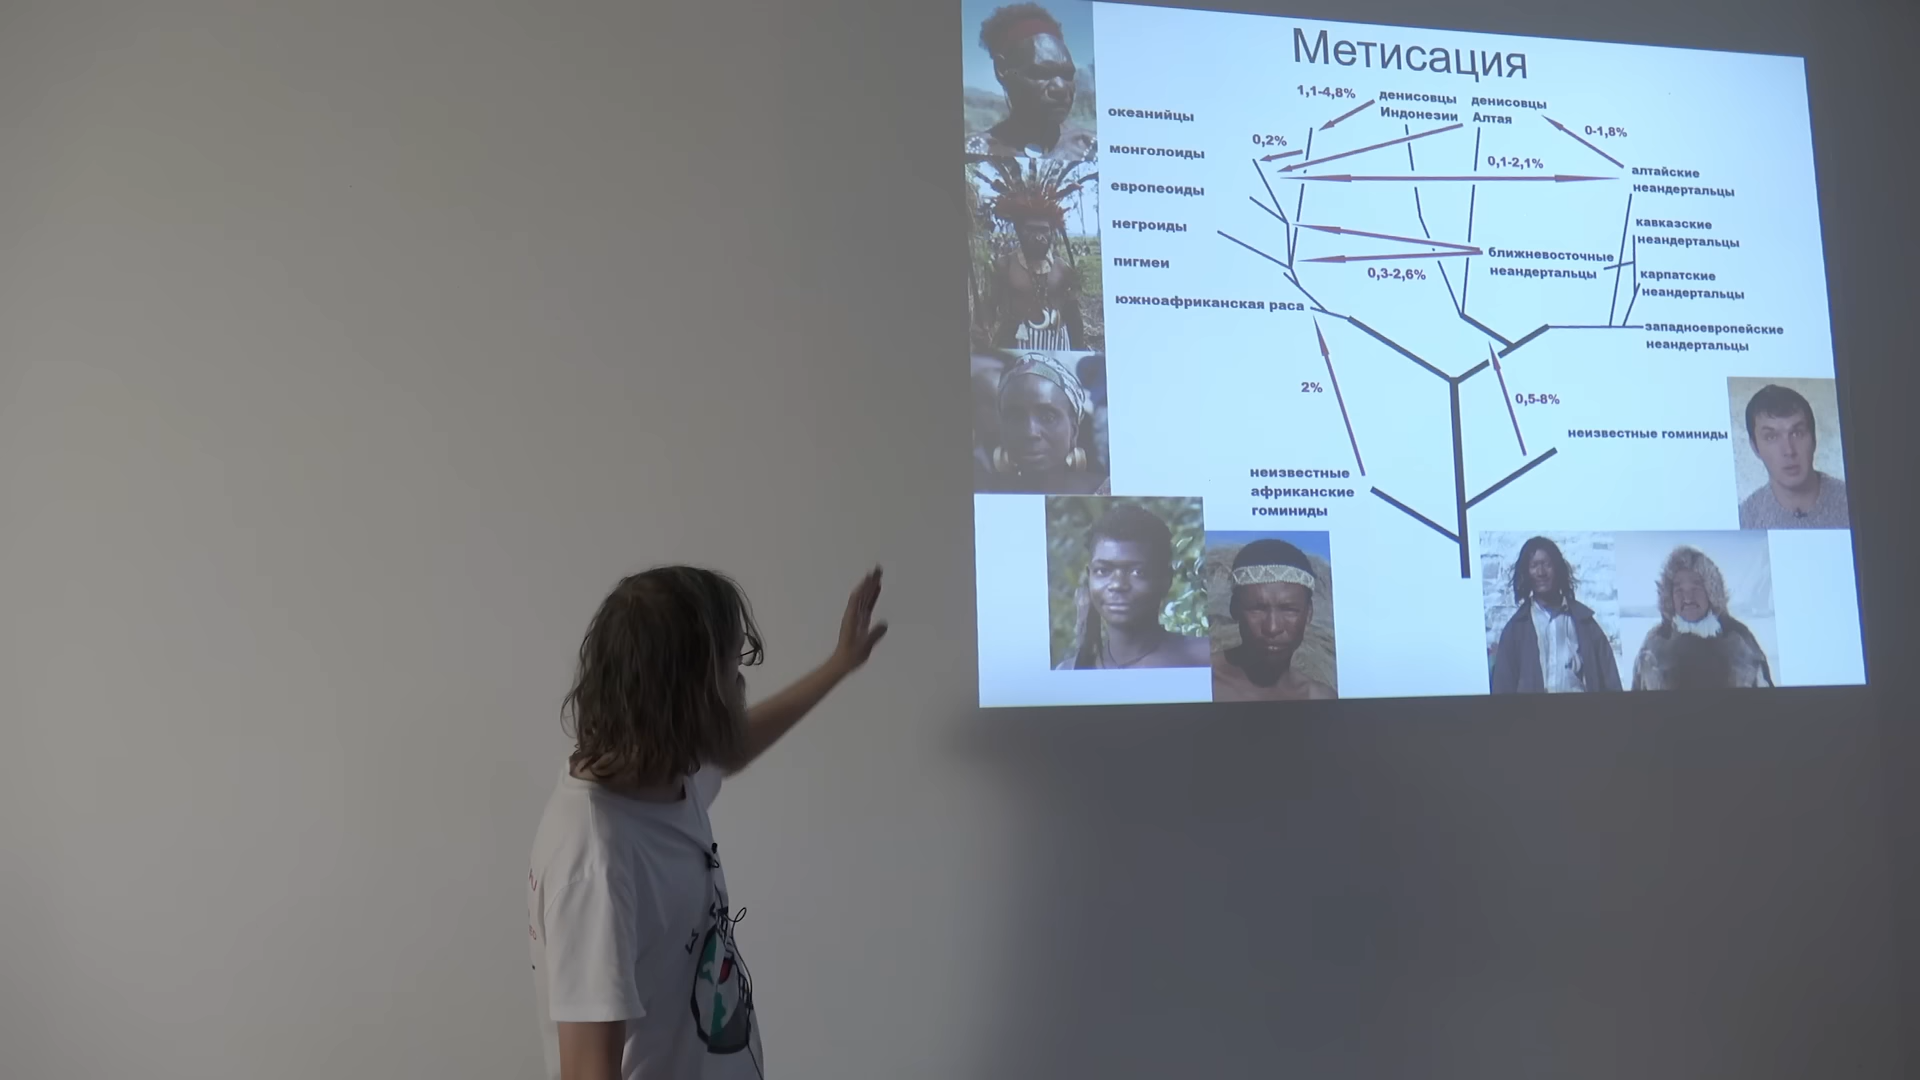 Метисация
1,1-4,8%
денисовцы
Индонезии
денисовцы
Алтая
0-1,8%
океанийцы
0,2%
монголоиды
0,1-2,1%
алтайские
неандертальцы
европеоиды
негроиды
кавказские
неандертальцы
ближневосточные
неандертальцы
пигмеи
0,3-2,6%
карпатские
неандертальцы
южноафриканская раса
западноевропейские
неандертальцы
2%
0,5-8%
неизвестные гоминиды
неизвестные
африканские
гоминиды